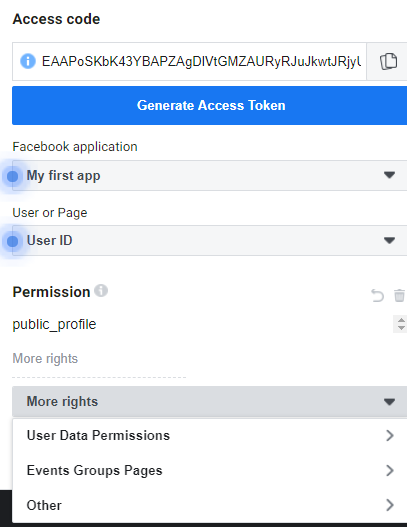 Access code
EAAPoSKbK43YBAPZAgDlVtGMZAURyRJuJkwtJRjyU
Generate Access Token
Facebook application
My first app
User or Page
User ID
Permission
public_profile
More rights
More rights
User Data Permissions
Events Groups Pages
Other